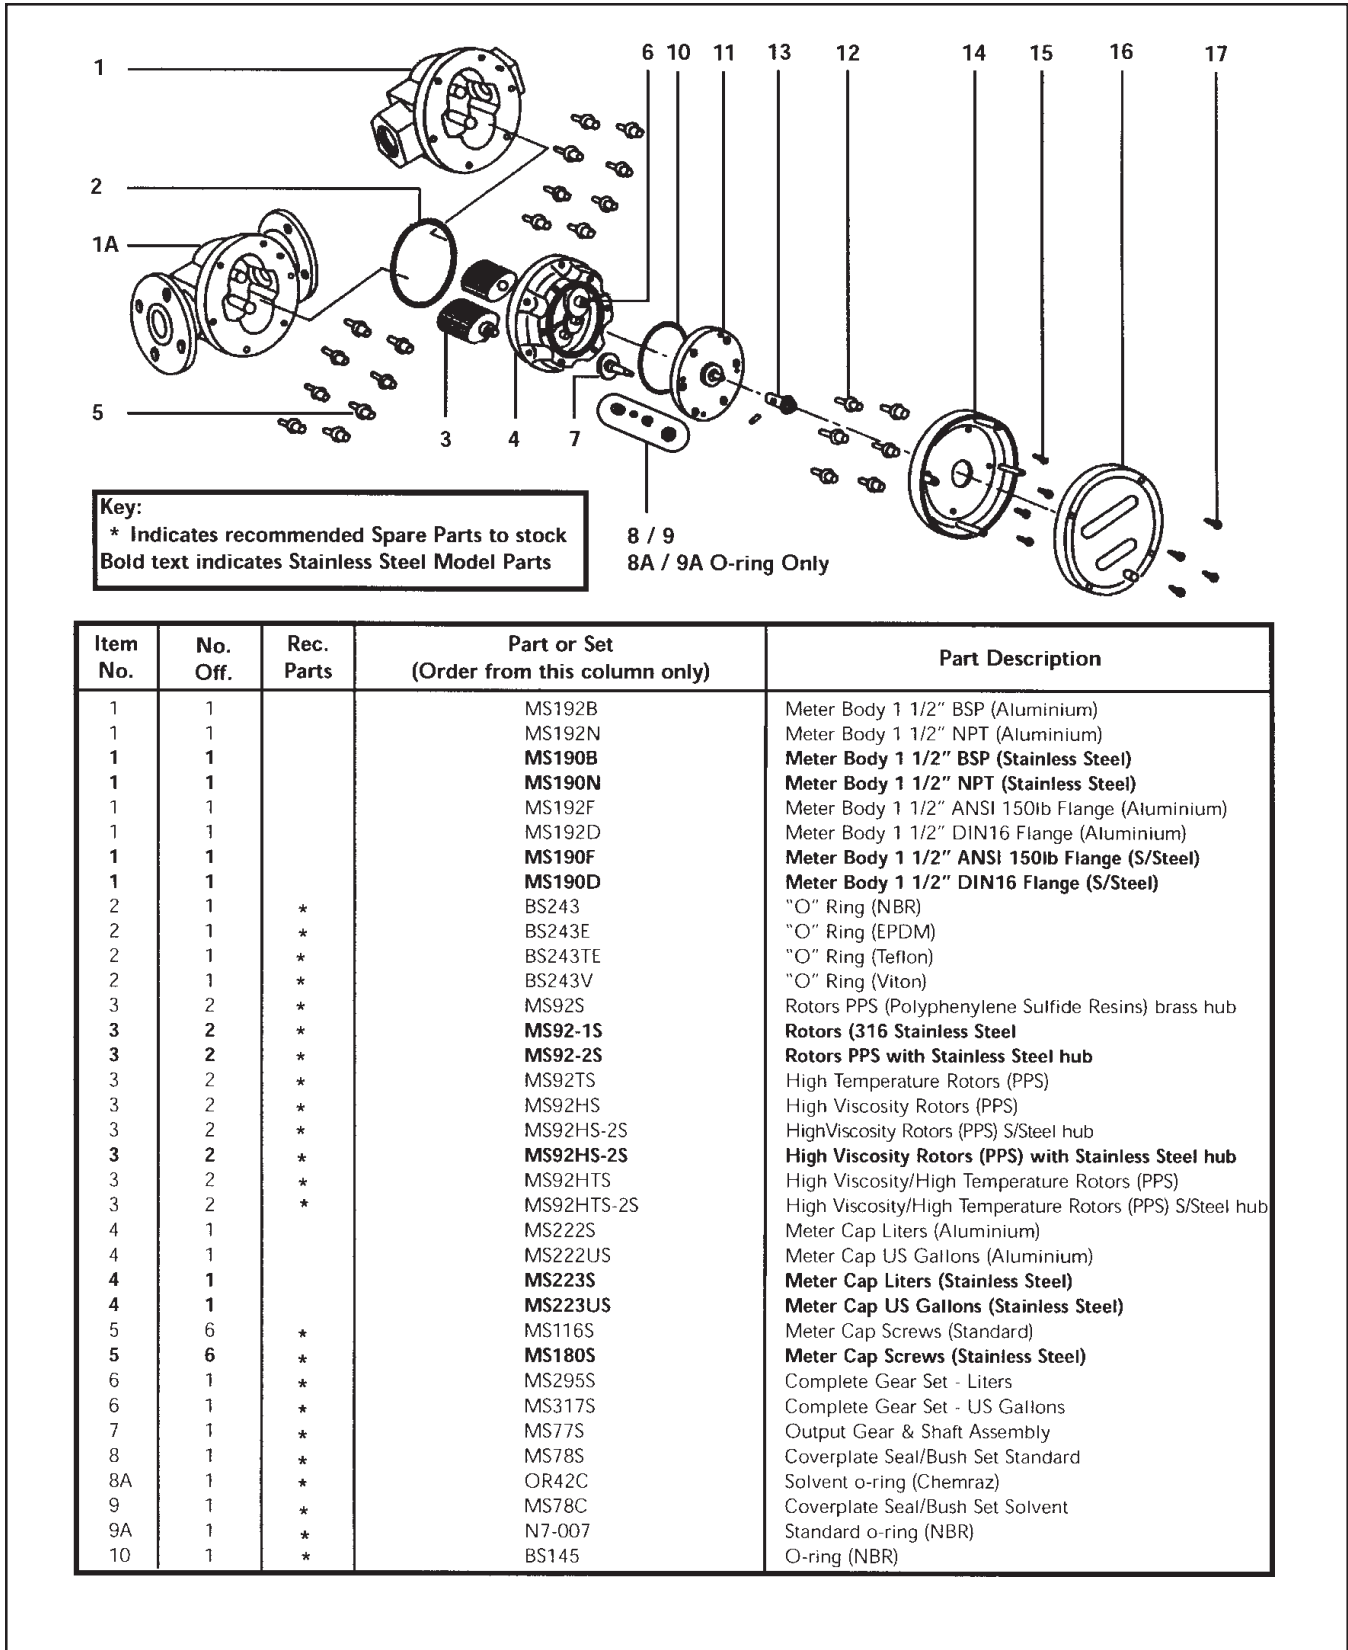 6 10 11 13 12 14 15 16 17
1
2
1A
5
3 4 7
Key:
* Indicates recommended Spare Parts to stock
Bold text indicates Stainless Steel Model Parts
8 / 9
8A / 9A O-ring Only
Item No. No. Off. Rec. Parts Part or Set (Order from this column only) Part Description
1 1 MS192B Meter Body 1 1/2" BSP (Aluminium)
1 1 MS192N Meter Body 1 1/2" NPT (Aluminium)
1 1 MS190B Meter Body 1 1/2" BSP (Stainless Steel)
1 1 MS190N Meter Body 1 1/2" NPT (Stainless Steel)
1 1 MS192F Meter Body 1 1/2" ANSI 150lb Flange (Aluminium)
1 1 MS192D Meter Body 1 1/2" DIN16 Flange (Aluminium)
1 1 MS190F Meter Body 1 1/2" ANSI 150lb Flange (S/Steel)
1 1 MS190D Meter Body 1 1/2" DIN16 Flange (S/Steel)
2 1 * BS243 "O" Ring (NBR)
2 1 * BS243E "O" Ring (EPDM)
2 1 * BS243TE "O" Ring (Teflon)
2 1 * BS243V "O" Ring (Viton)
3 2 * MS92S Rotors PPS (Polyphenylene Sulfide Resins) brass hub
3 2 * MS92-1S Rotors (316 Stainless Steel
3 2 * MS92-2S Rotors PPS with Stainless Steel hub
3 2 * MS92TS High Temperature Rotors (PPS)
3 2 * MS92HS High Viscosity Rotors (PPS)
3 2 * MS92HS-2S HighViscosity Rotors (PPS) S/Steel hub
3 2 * MS92HS-2S High Viscosity Rotors (PPS) with Stainless Steel hub
3 2 * MS92HTS High Viscosity/High Temperature Rotors (PPS)
3 2 * MS92HTS-2S High Viscosity/High Temperature Rotors (PPS) S/Steel hub
4 1 MS222S Meter Cap Liters (Aluminium)
4 1 MS222US Meter Cap US Gallons (Aluminium)
4 1 MS223S Meter Cap Liters (Stainless Steel)
4 1 MS223US Meter Cap US Gallons (Stainless Steel)
5 6 * MS116S Meter Cap Screws (Standard)
5 6 * MS180S Meter Cap Screws (Stainless Steel)
6 1 * MS295S Complete Gear Set - Liters
6 1 * MS317S Complete Gear Set - US Gallons
7 1 * MS77S Output Gear & Shaft Assembly
8 1 * MS78S Coverplate Seal/Bush Set Standard
8A 1 * OR42C Solvent o-ring (Chemraz)
9 1 * MS78C Coverplate Seal/Bush Set Solvent
9A 1 * N7-007 Standard o-ring (NBR)
10 1 * BS145 O-ring (NBR)